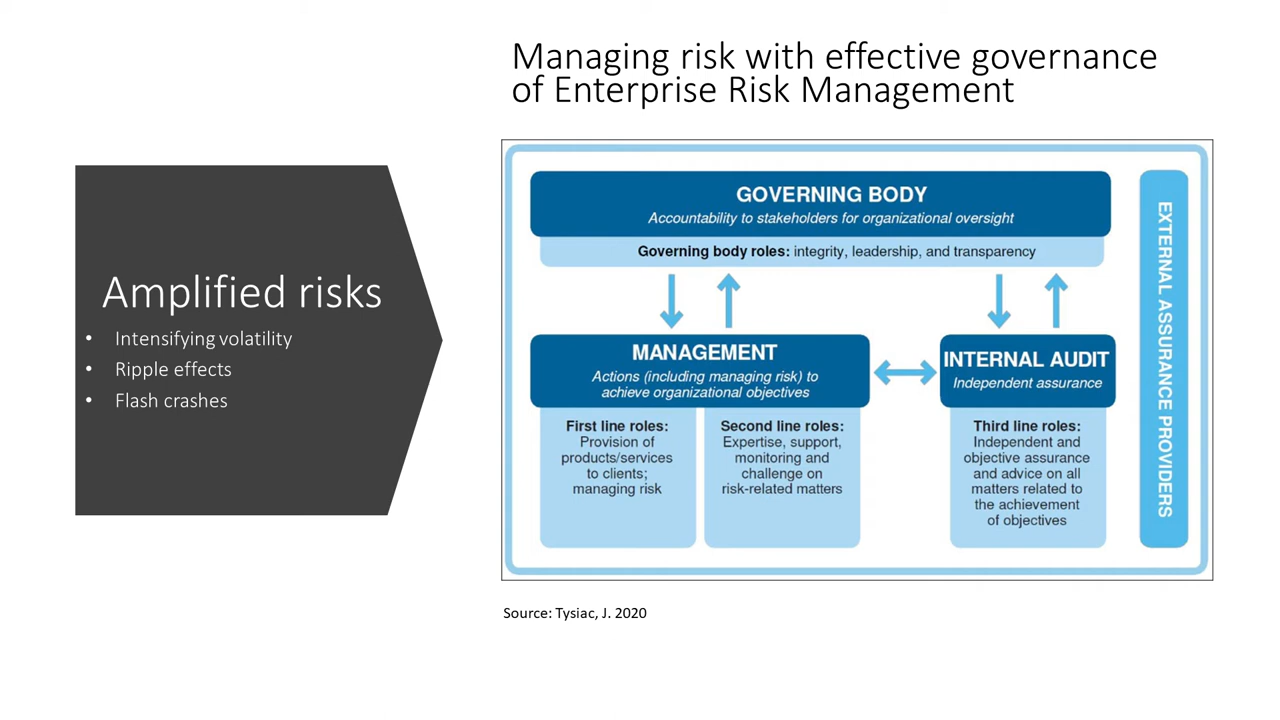 Managing risk with effective governance
of Enterprise Risk Management
Amplified risks
• Intensifying volatility
• Ripple effects
• Flash crashes
GOVERNING BODY
Accountability to stakeholders for organizational oversight
Governing body roles: integrity, leadership, and transparency
MANAGEMENT
Actions (including managing risk) to
achieve organizational objectives
First line roles:
Provision of
products/services
to clients;
managing risk
Second line roles:
Expertise, support,
monitoring and
challenge on
risk-related matters
INTERNAL AUDIT
Independent assurance
Third line roles:
Independent and
objective assurance
and advice on all
matters related to
the achievement
of objectives
EXTERNAL ASSURANCE PROVIDERS
Source: Tysiac, J. 2020